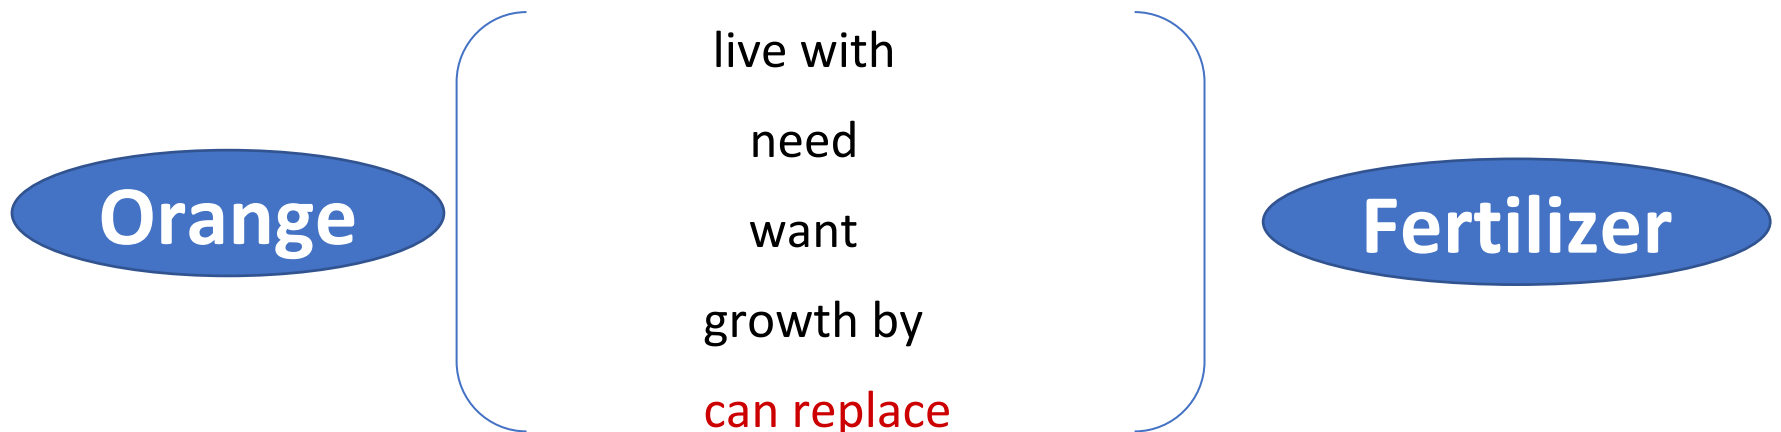 Orange
live with
need
want
growth by
can replace
Fertilizer